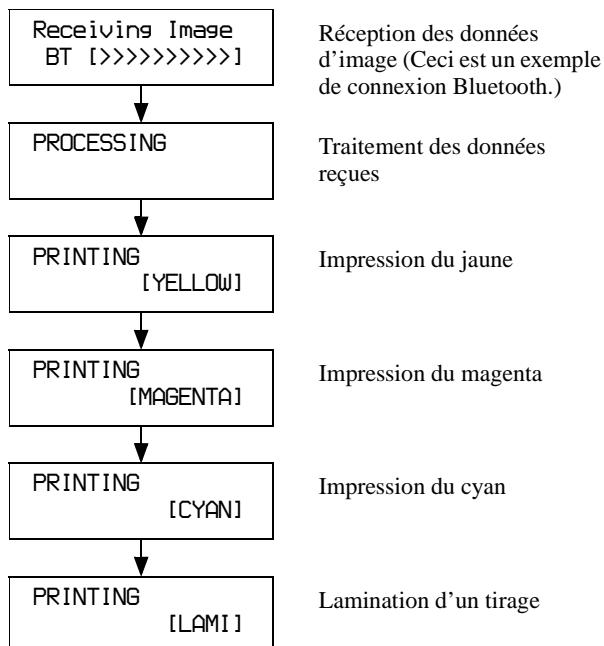 Receiving Image
BT [>>>>>>>>>>]
Réception des données
d'image (Ceci est un exemple
de connexion Bluetooth.)
PROCESSING
Traitement des données
reçues
PRINTING
[YELLOW]
Impression du jaune
PRINTING
[MAGENTA]
Impression du magenta
PRINTING
[CYAN]
Impression du cyan
PRINTING
[LAMI]
Lamination d'un tirage